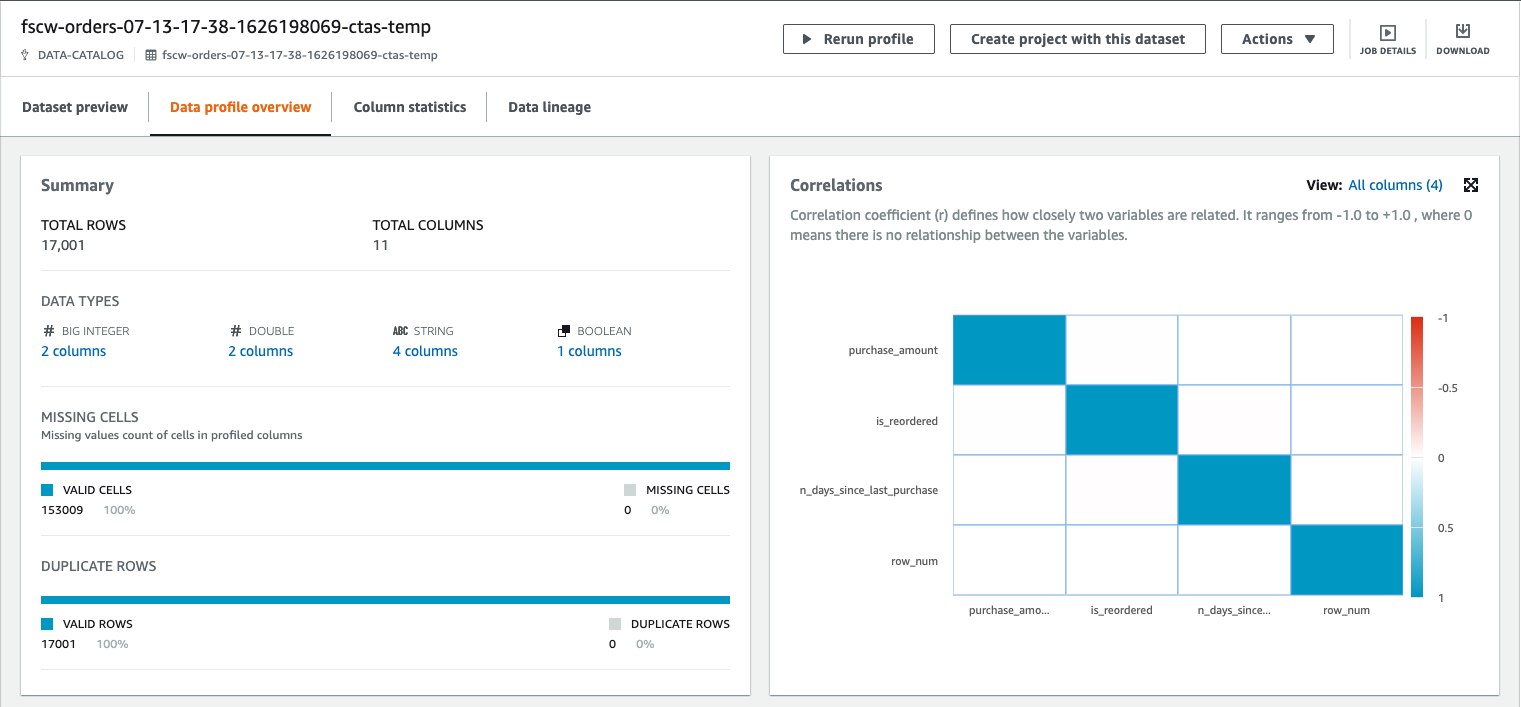 fscw-orders-07-13-17-38-1626198069-ctas-temp
DATA-CATALOG fscw-orders-07-13-17-38-1626198069-ctas-temp
Rerun profile
Create project with this dataset
Actions
JOB DETAILS
DOWNLOAD
Dataset preview
Data profile overview
Column statistics
Data lineage
Summary
TOTAL ROWS
17,001
TOTAL COLUMNS
11
DATA TYPES
# BIG INTEGER
2 columns
# DOUBLE
2 columns
ABC STRING
4 columns
BOOLEAN
1 columns
MISSING CELLS
Missing values count of cells in profiled columns
VALID CELLS
153009 100%
MISSING CELLS
0 0%
DUPLICATE ROWS
VALID ROWS
17001 100%
DUPLICATE ROWS
0 0%
Correlations
View: All columns (4)
Correlation coefficient (r) defines how closely two variables are related. It ranges from -1.0 to +1.0 , where 0
means there is no relationship between the variables.
purchase_amount
is_reordered
n_days_since_last_purchase
row_num
purchase_amo...
is_reordered
n_days_since...
row_num
-1
-0.5
0
0.5
1